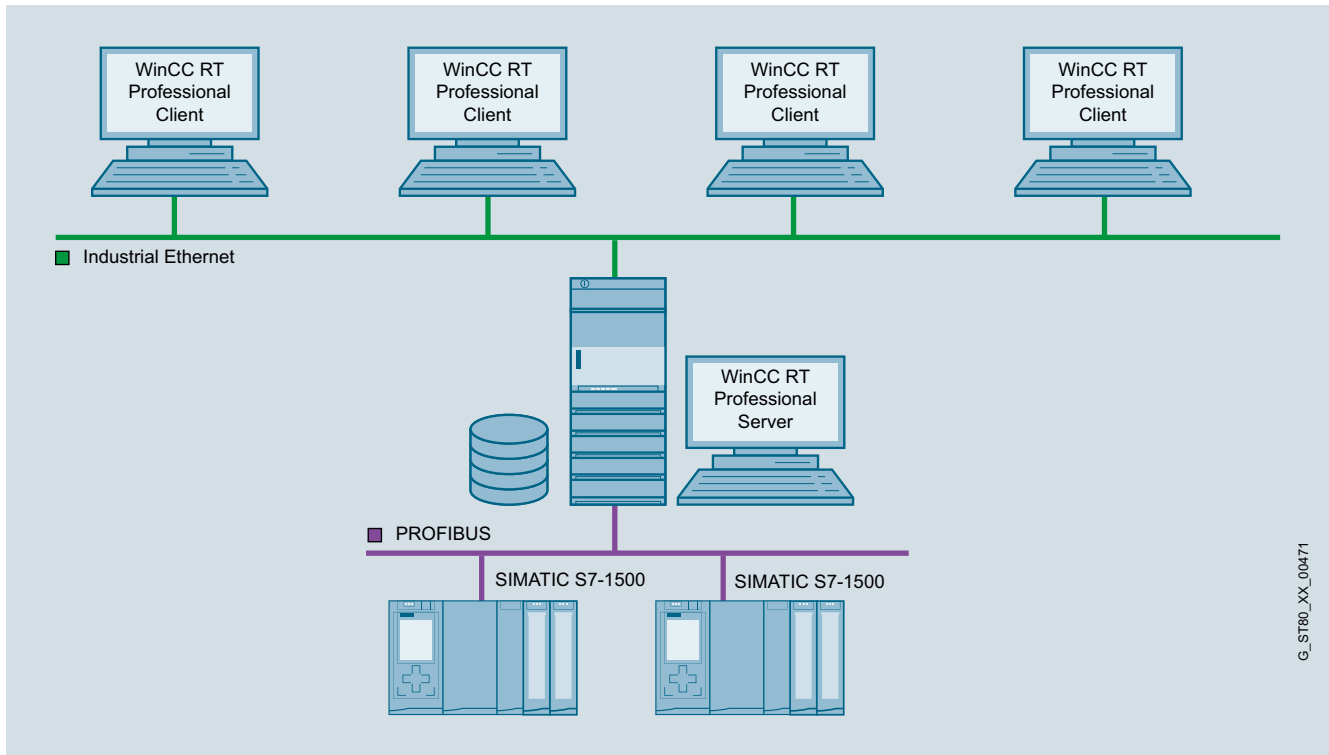 WinCC RT
Professional
Client
WinCC RT
Professional
Client
WinCC RT
Professional
Client
WinCC RT
Professional
Client
Industrial Ethernet
WinCC RT
Professional
Server
PROFIBUS
SIMATIC S7-1500
SIMATIC S7-1500
G_ST80_XX_00471